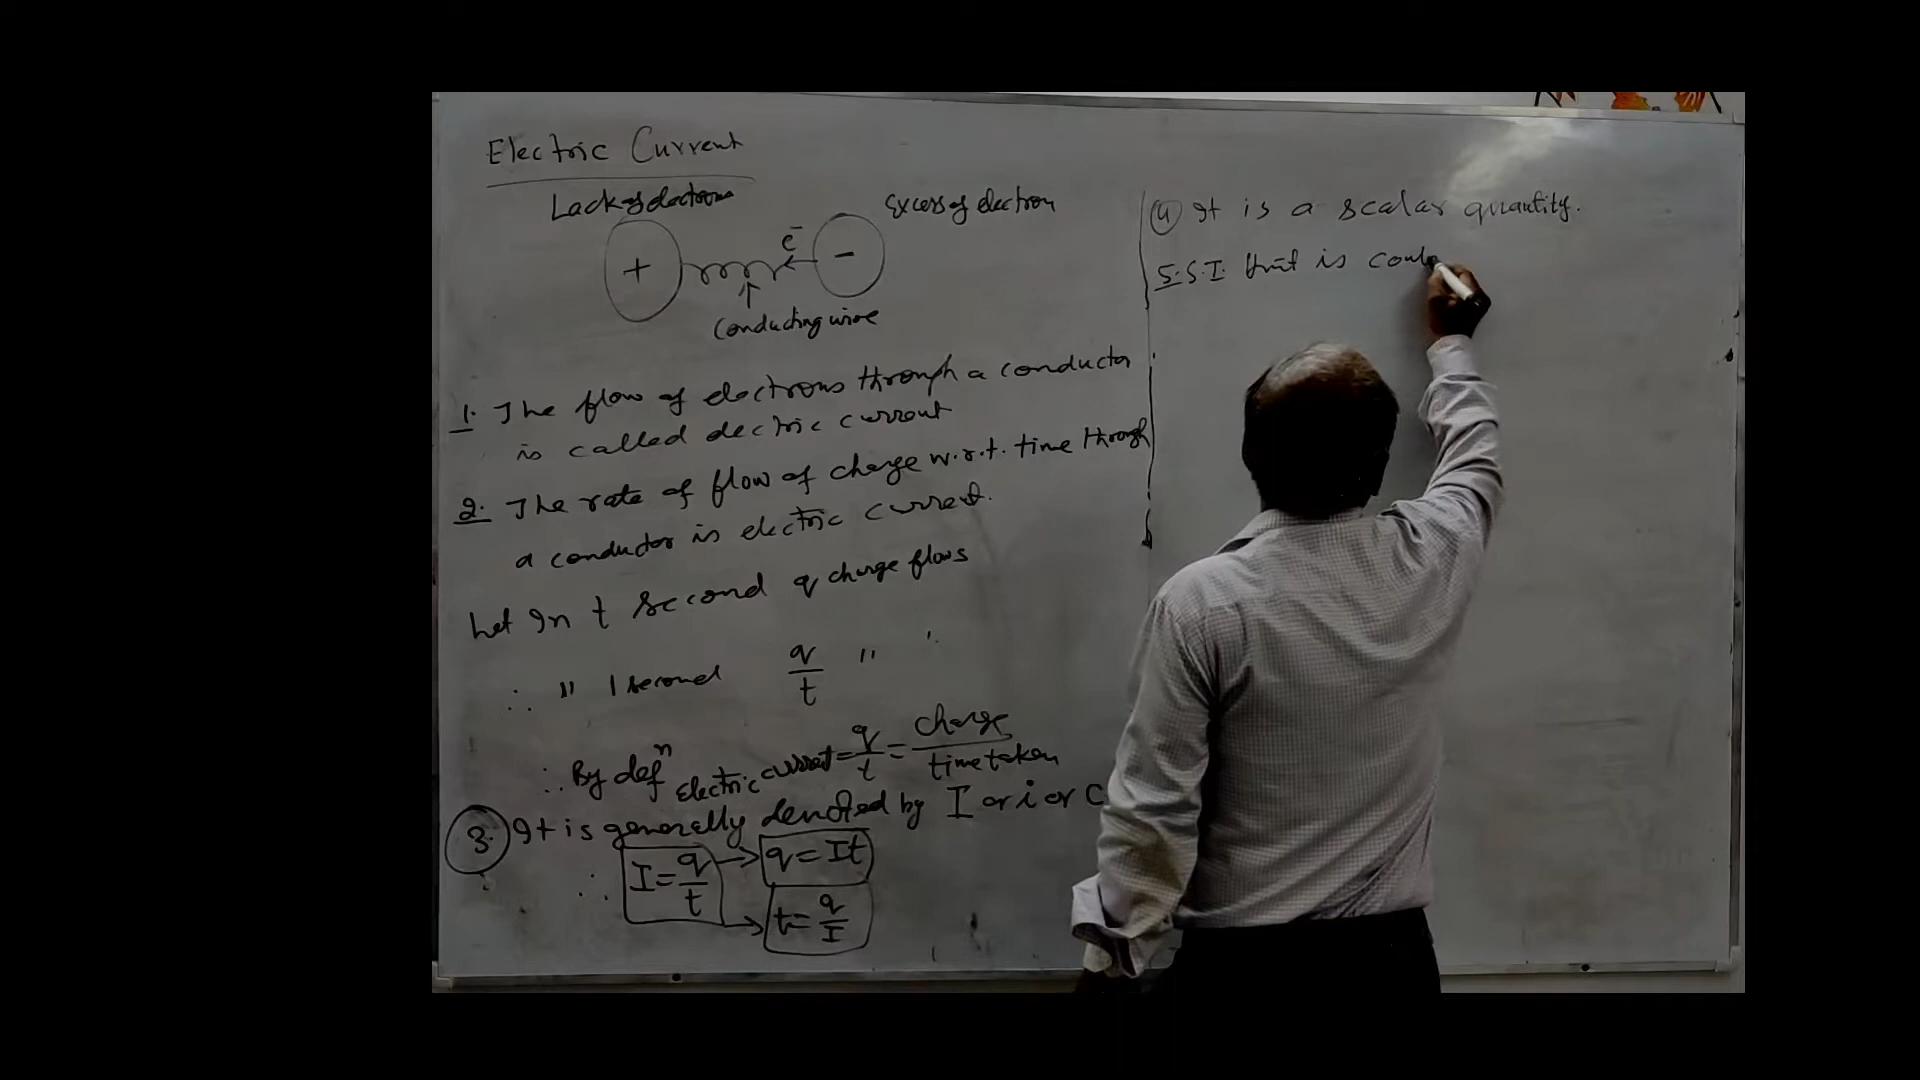 Electric Current
Lack of electrons
Excess of electron
+
e⁻
-
Conducting wire
1. The flow of electrons through a conductor
is called electric current
2. The rate of flow of charge w.r.t. time through
a conductor is electric current.
Let In t second q charge flows
∴ " 1 second q/t " "
∴ By defⁿ Electric current = q/t = charge/time taken
3. It is generally denoted by I or i or C
∴ I = q/t → q = It
→ t = q/I
4 It is a scalar quantity.
5. S.I. Unit is coulo